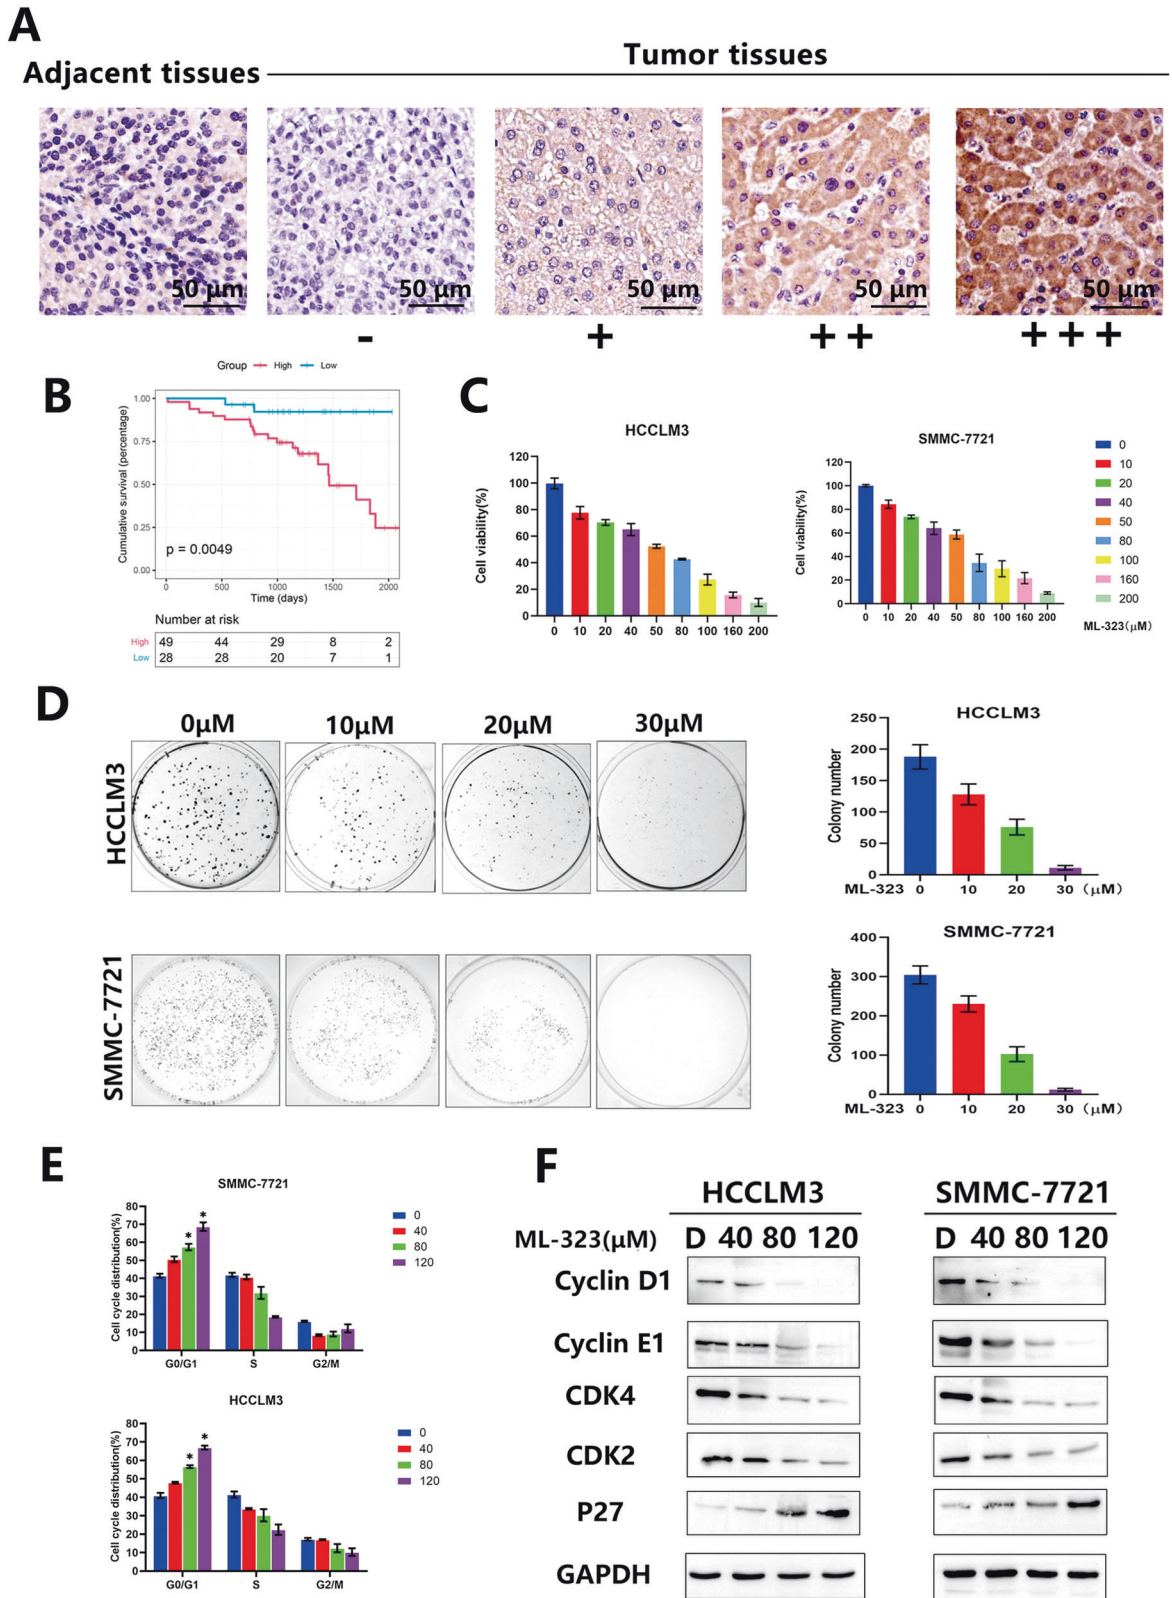 A
Adjacent tissues
Tumor tissues
50 μm
50 μm
50 μm
50 μm
50 μm
-
+
+ +
+ + +
B
Group High Low
Cumulative survival (percentage)
1.00
0.75
0.50
0.25
0.00
p = 0.0049
0 500 1000 1500 2000
Time (days)
Number at risk
High 49 44 29 8 2
Low 28 28 20 7 1
C
HCCLM3
Cell viability(%)
120
100
80
60
40
20
0
0 10 20 40 50 80 100 160 200
SMMC-7721
Cell viability(%)
120
100
80
60
40
20
0
0 10 20 40 50 80 100 160 200
0
10
20
40
50
80
100
160
200
ML-323(μM)
D
0μM 10μM 20μM 30μM
HCCLM3
SMMC-7721
HCCLM3
Colony number
250
200
150
100
50
0
ML-323 0 10 20 30 (μM)
SMMC-7721
Colony number
400
300
200
100
0
ML-323 0 10 20 30 (μM)
E
SMMC-7721
Cell cycle distribution(%)
80
70
60
50
40
30
20
10
0
* *
G0/G1 S G2/M
0
40
80
120
HCCLM3
Cell cycle distribution(%)
80
70
60
50
40
30
20
10
0
* *
G0/G1 S G2/M
0
40
80
120
F
HCCLM3 SMMC-7721
ML-323(μM) D 40 80 120 D 40 80 120
Cyclin D1
Cyclin E1
CDK4
CDK2
P27
GAPDH